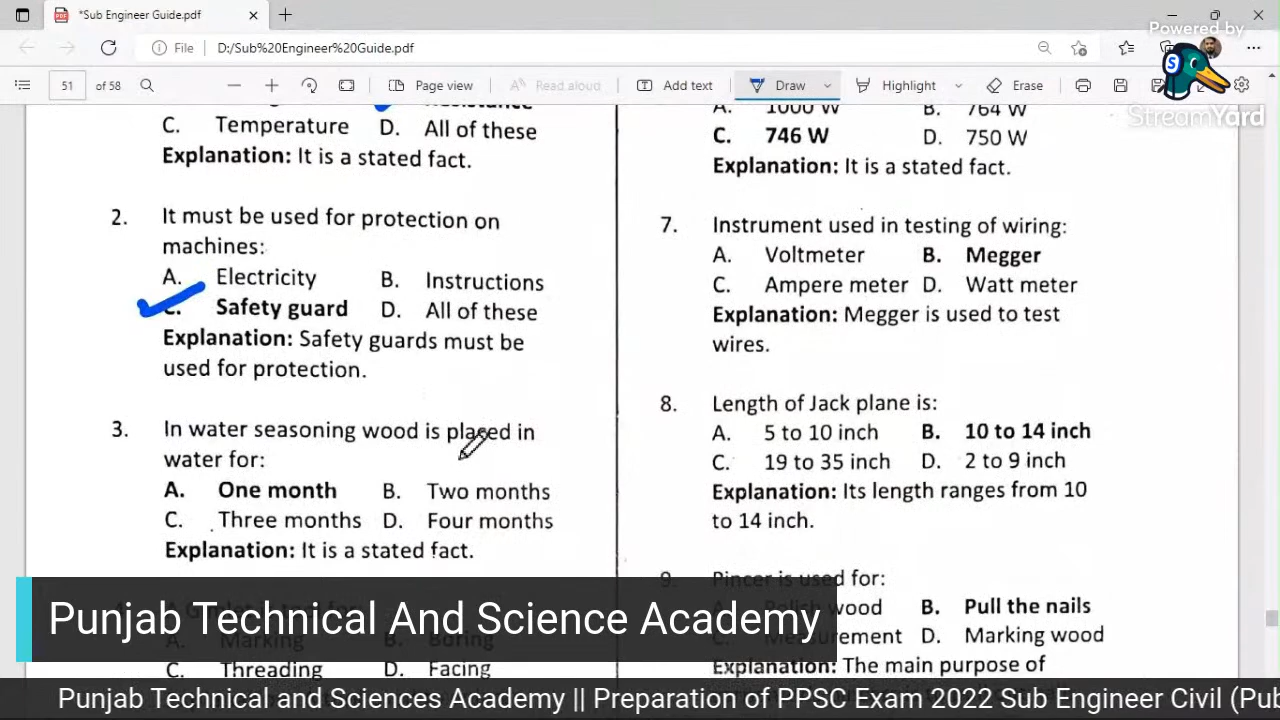 *Sub Engineer Guide.pdf
File D:/Sub%20Engineer%20Guide.pdf
Powered by
StreamYard
51 of 58
Page view
Read aloud
Add text
Draw
Highlight
Erase
C. Temperature D. All of these
Explanation: It is a stated fact.
2. It must be used for protection on
machines:
A. Electricity B. Instructions
C. Safety guard D. All of these
Explanation: Safety guards must be
used for protection.
3. In water seasoning wood is placed in
water for:
A. One month B. Two months
C. Three months D. Four months
Explanation: It is a stated fact.
A. Marking B. Boring
C. Threading D. Facing
A. 1000 W B. 764 W
C. 746 W D. 750 W
Explanation: It is a stated fact.
7. Instrument used in testing of wiring:
A. Voltmeter B. Megger
C. Ampere meter D. Watt meter
Explanation: Megger is used to test
wires.
8. Length of Jack plane is:
A. 5 to 10 inch B. 10 to 14 inch
C. 19 to 35 inch D. 2 to 9 inch
Explanation: Its length ranges from 10
to 14 inch.
9. Pincer is used for:
A. Polish wood B. Pull the nails
C. Measurement D. Marking wood
Explanation: The main purpose of
Punjab Technical And Science Academy
Punjab Technical and Sciences Academy || Preparation of PPSC Exam 2022 Sub Engineer Civil (Pub